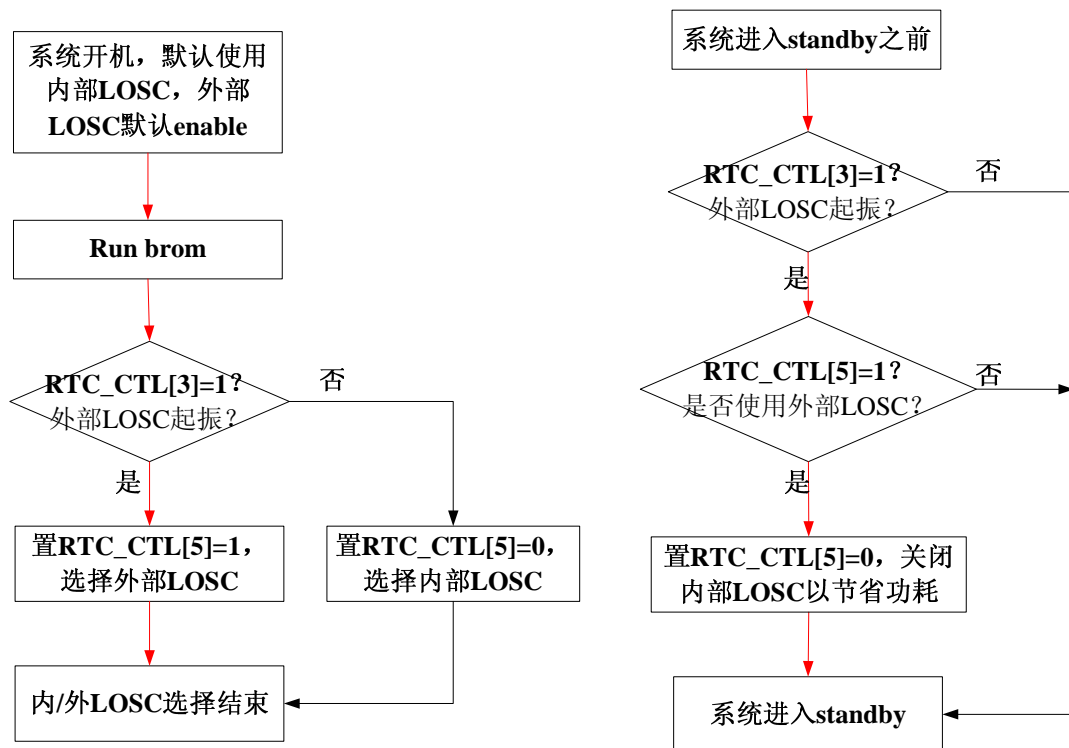 系统开机，默认使用
内部LOSC，外部
LOSC默认enable
Run brom
RTC_CTL[3]=1？
外部LOSC起振？
否
是
置RTC_CTL[5]=1，
选择外部LOSC
置RTC_CTL[5]=0，
选择内部LOSC
内/外LOSC选择结束
系统进入standby之前
RTC_CTL[3]=1？
外部LOSC起振？
否
是
RTC_CTL[5]=1？
是否使用外部LOSC？
否
是
置RTC_CTL[5]=0，关闭
内部LOSC以节省功耗
系统进入standby